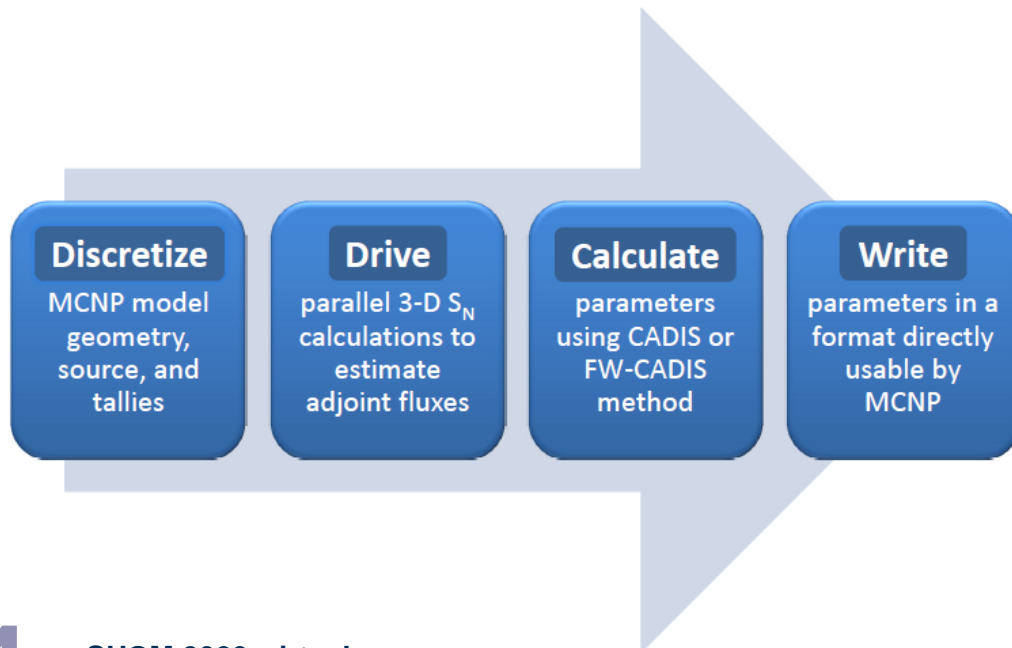 Discretize
MCNP model
geometry,
source, and
tallies
Drive
parallel 3-D SN
calculations to
estimate
adjoint fluxes
Calculate
parameters
using CADIS or
FW-CADIS
method
Write
parameters in a
format directly
usable by
MCNP